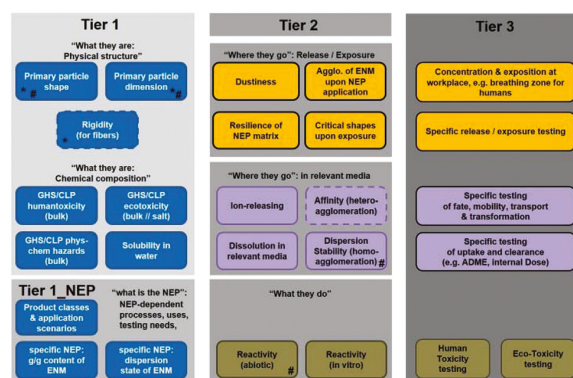 Tier 1
"What they are:
Physical structure"
Primary particle
shape
* #
Primary particle
dimension
* #
Rigidity
(for fibers)
*
"What they are:
Chemical composition"
GHS/CLP
humantoxicity
(bulk)
GHS/CLP
ecotoxicity
(bulk // salt)
GHS/CLP phys-
chem hazards
(bulk)
Solubility in
water
Tier 1_NEP
"what is the NEP":
NEP-dependent
processes, uses,
testing needs,
Product classes
& application
scenarios
specific NEP:
g/g content of
ENM
specific NEP:
dispersion
state of ENM
Tier 2
"Where they go": Release / Exposure
Dustiness
Agglo. of ENM
upon NEP
application
Resilience of
NEP matrix
Critical shapes
upon exposure
"Where they go": in relevant media
Ion-releasing
Affinity (hetero-
agglomeration)
Dissolution in
relevant media
Dispersion
Stability (homo-
agglomeration)
#
"What they do"
Reactivity
(abiotic)
#
Reactivity
(in vitro)
Tier 3
Concentration & exposition at
workplace, e.g. breathing zone for
humans
Specific release / exposure testing
Specific testing
of fate, mobility, transport
& transformation
Specific testing
of uptake and clearance
(e.g. ADME, internal Dose)
Human
Toxicity
testing
Eco-Toxicity
testing